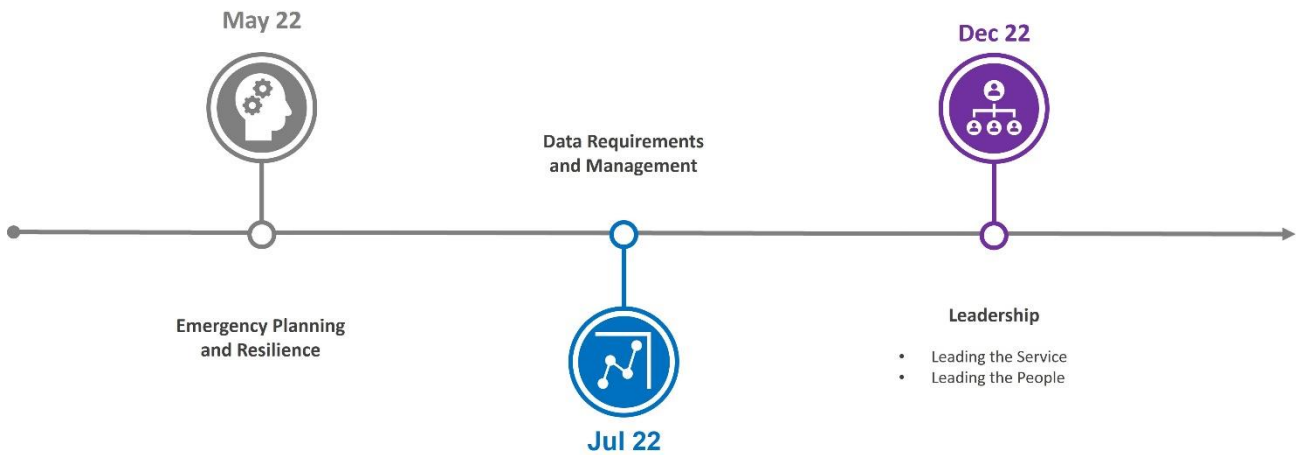 May 22
Emergency Planning
and Resilience
Data Requirements
and Management
Jul 22
Dec 22
Leadership
• Leading the Service
• Leading the People